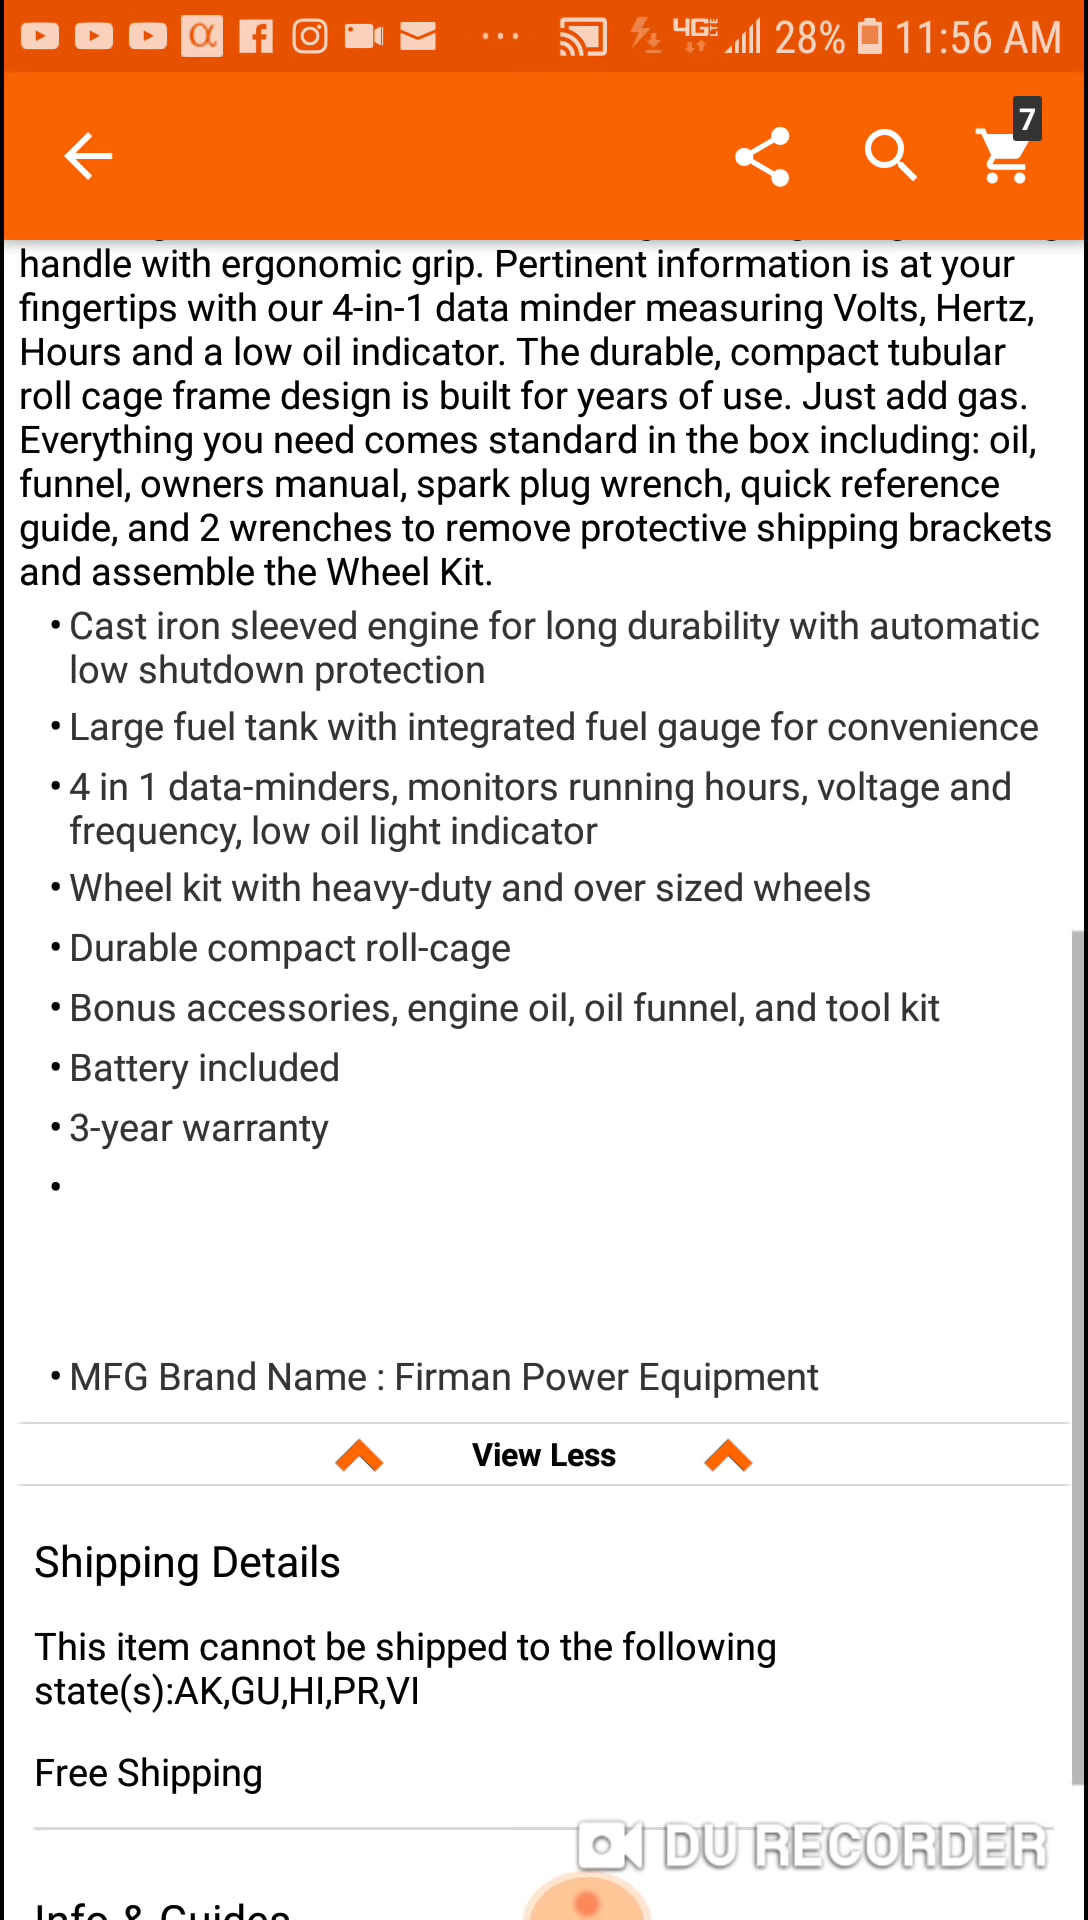 4G LTE 28% 11:56 AM
7
handle with ergonomic grip. Pertinent information is at your
fingertips with our 4-in-1 data minder measuring Volts, Hertz,
Hours and a low oil indicator. The durable, compact tubular
roll cage frame design is built for years of use. Just add gas.
Everything you need comes standard in the box including: oil,
funnel, owners manual, spark plug wrench, quick reference
guide, and 2 wrenches to remove protective shipping brackets
and assemble the Wheel Kit.
• Cast iron sleeved engine for long durability with automatic
low shutdown protection
• Large fuel tank with integrated fuel gauge for convenience
• 4 in 1 data-minders, monitors running hours, voltage and
frequency, low oil light indicator
• Wheel kit with heavy-duty and over sized wheels
• Durable compact roll-cage
• Bonus accessories, engine oil, oil funnel, and tool kit
• Battery included
• 3-year warranty
•
• MFG Brand Name : Firman Power Equipment
View Less
Shipping Details
This item cannot be shipped to the following
state(s):AK,GU,HI,PR,VI
Free Shipping
DU RECORDER
Info & Guides